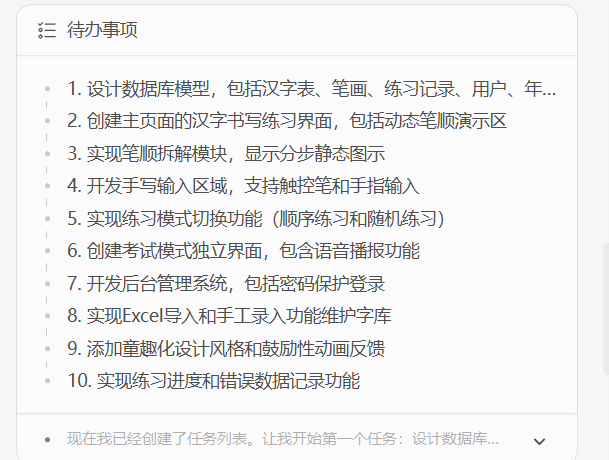 待办事项
1. 设计数据库模型，包括汉字表、笔画、练习记录、用户、年...
2. 创建主页面的汉字书写练习界面，包括动态笔顺演示区
3. 实现笔顺拆解模块，显示分步静态图示
4. 开发手写输入区域，支持触控笔和手指输入
5. 实现练习模式切换功能（顺序练习和随机练习）
6. 创建考试模式独立界面，包含语音播报功能
7. 开发后台管理系统，包括密码保护登录
8. 实现Excel导入和手工录入功能维护字库
9. 添加童趣化设计风格和鼓励性动画反馈
10. 实现练习进度和错误数据记录功能
现在我已经创建了任务列表。让我开始第一个任务：设计数据库...